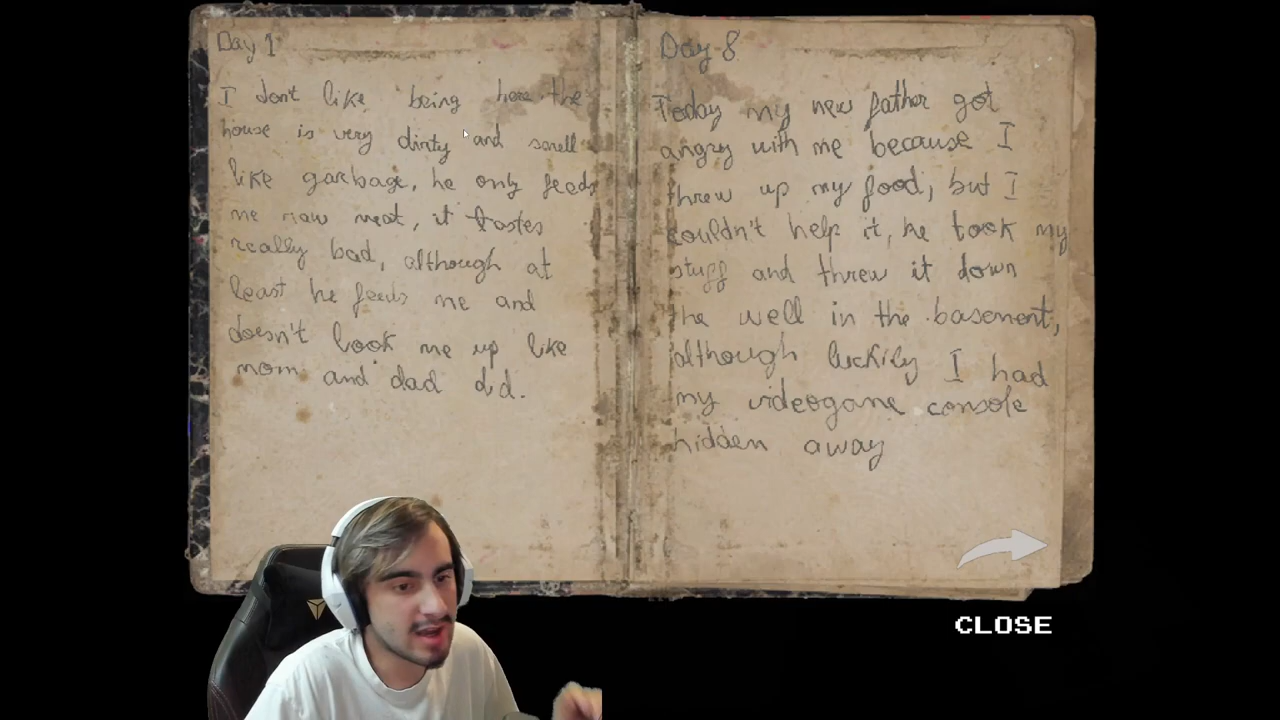 Day 1
I don't like being here the
house is very dirty and smell
like garbage, he only feeds
me raw meat, it tastes
really bad, although at
least he feeds me and
doesn't lock me up like
mom and dad did.
Day 8
Today my new father got
angry with me because I
threw up my food, but I
couldn't help it, he took my
stuff and threw it down
the well in the basement,
although luckily I had
my videogame console
hidden away
CLOSE